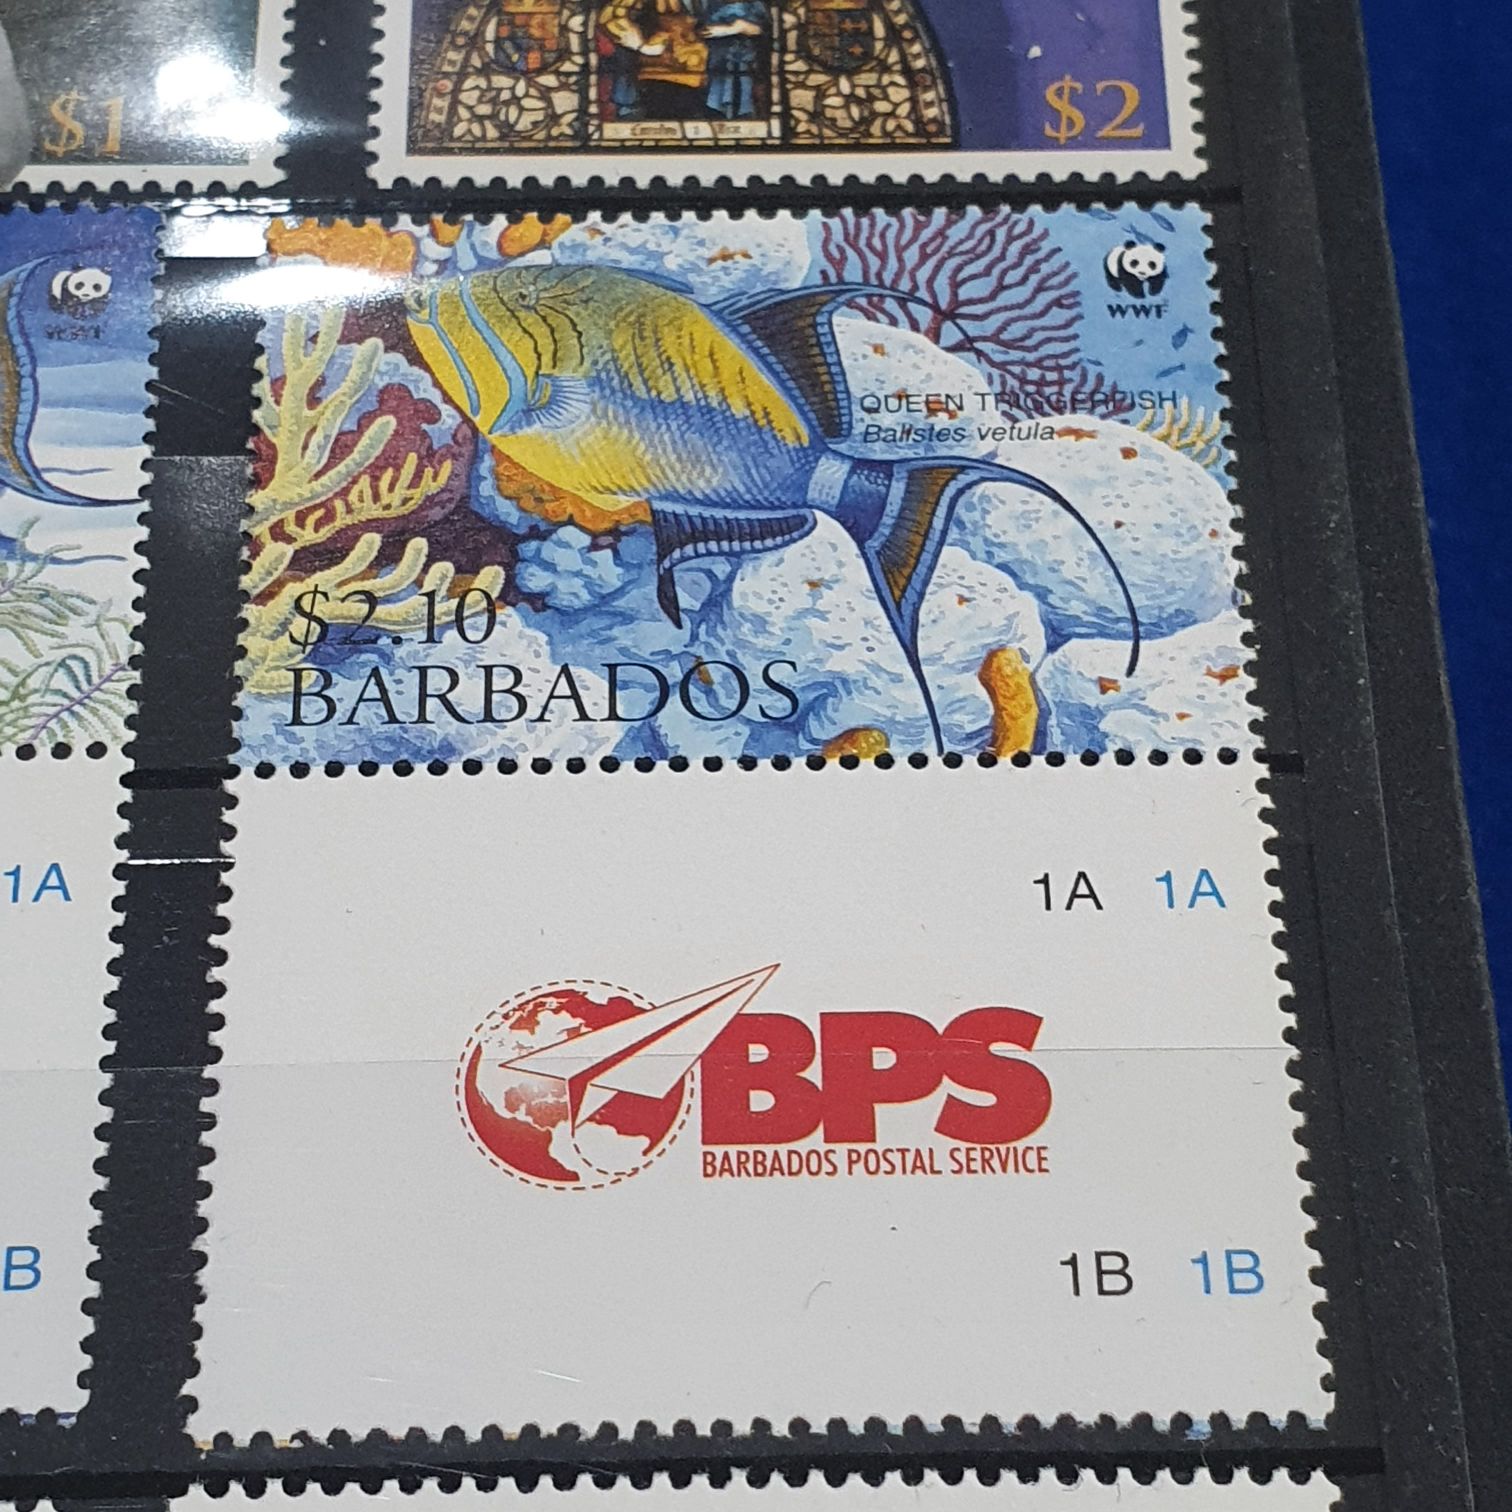 $1
$2
WWF
WWF
QUEEN TRIGGERFISH
Balistes vetula
$2.10
BARBADOS
1A
1A 1A
BPS
BARBADOS POSTAL SERVICE
B
1B 1B